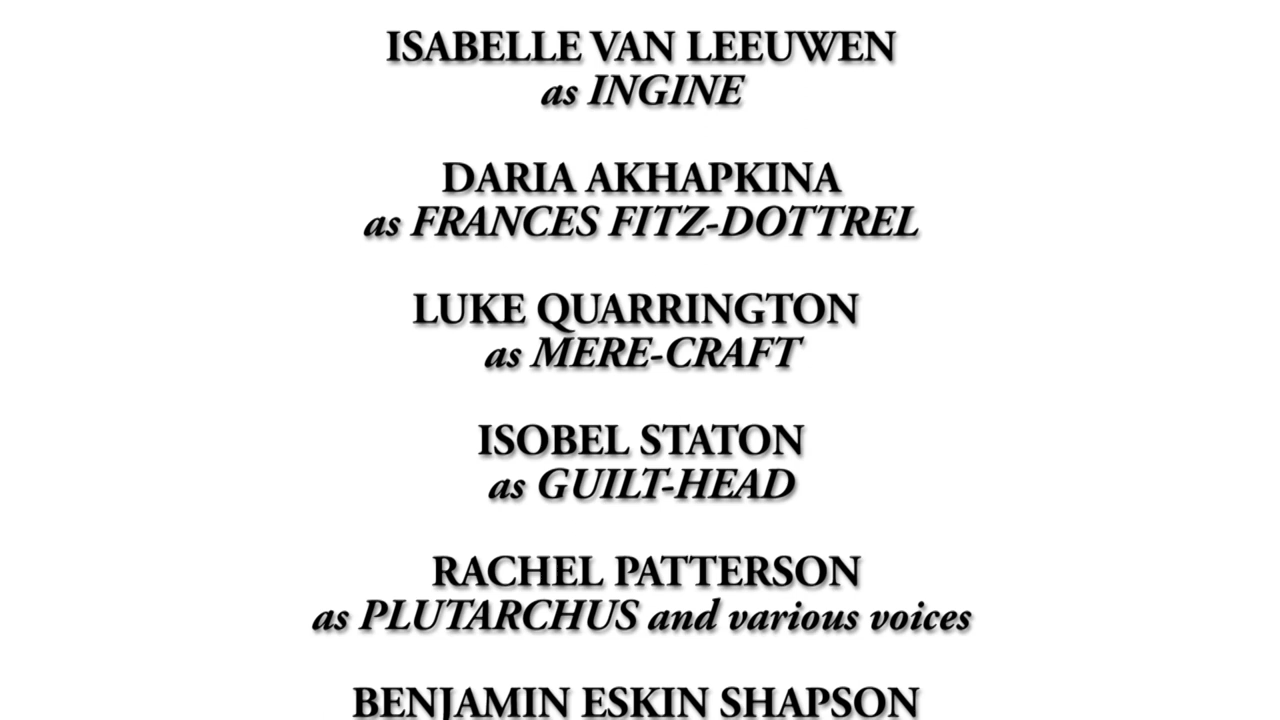 ISABELLE VAN LEEUWEN
as INGINE
DARIA AKHAPKINA
as FRANCES FITZ-DOTTREL
LUKE QUARRINGTON
as MERE-CRAFT
ISOBEL STATON
as GUILT-HEAD
RACHEL PATTERSON
as PLUTARCHUS and various voices
BENJAMIN ESKIN SHAPSON